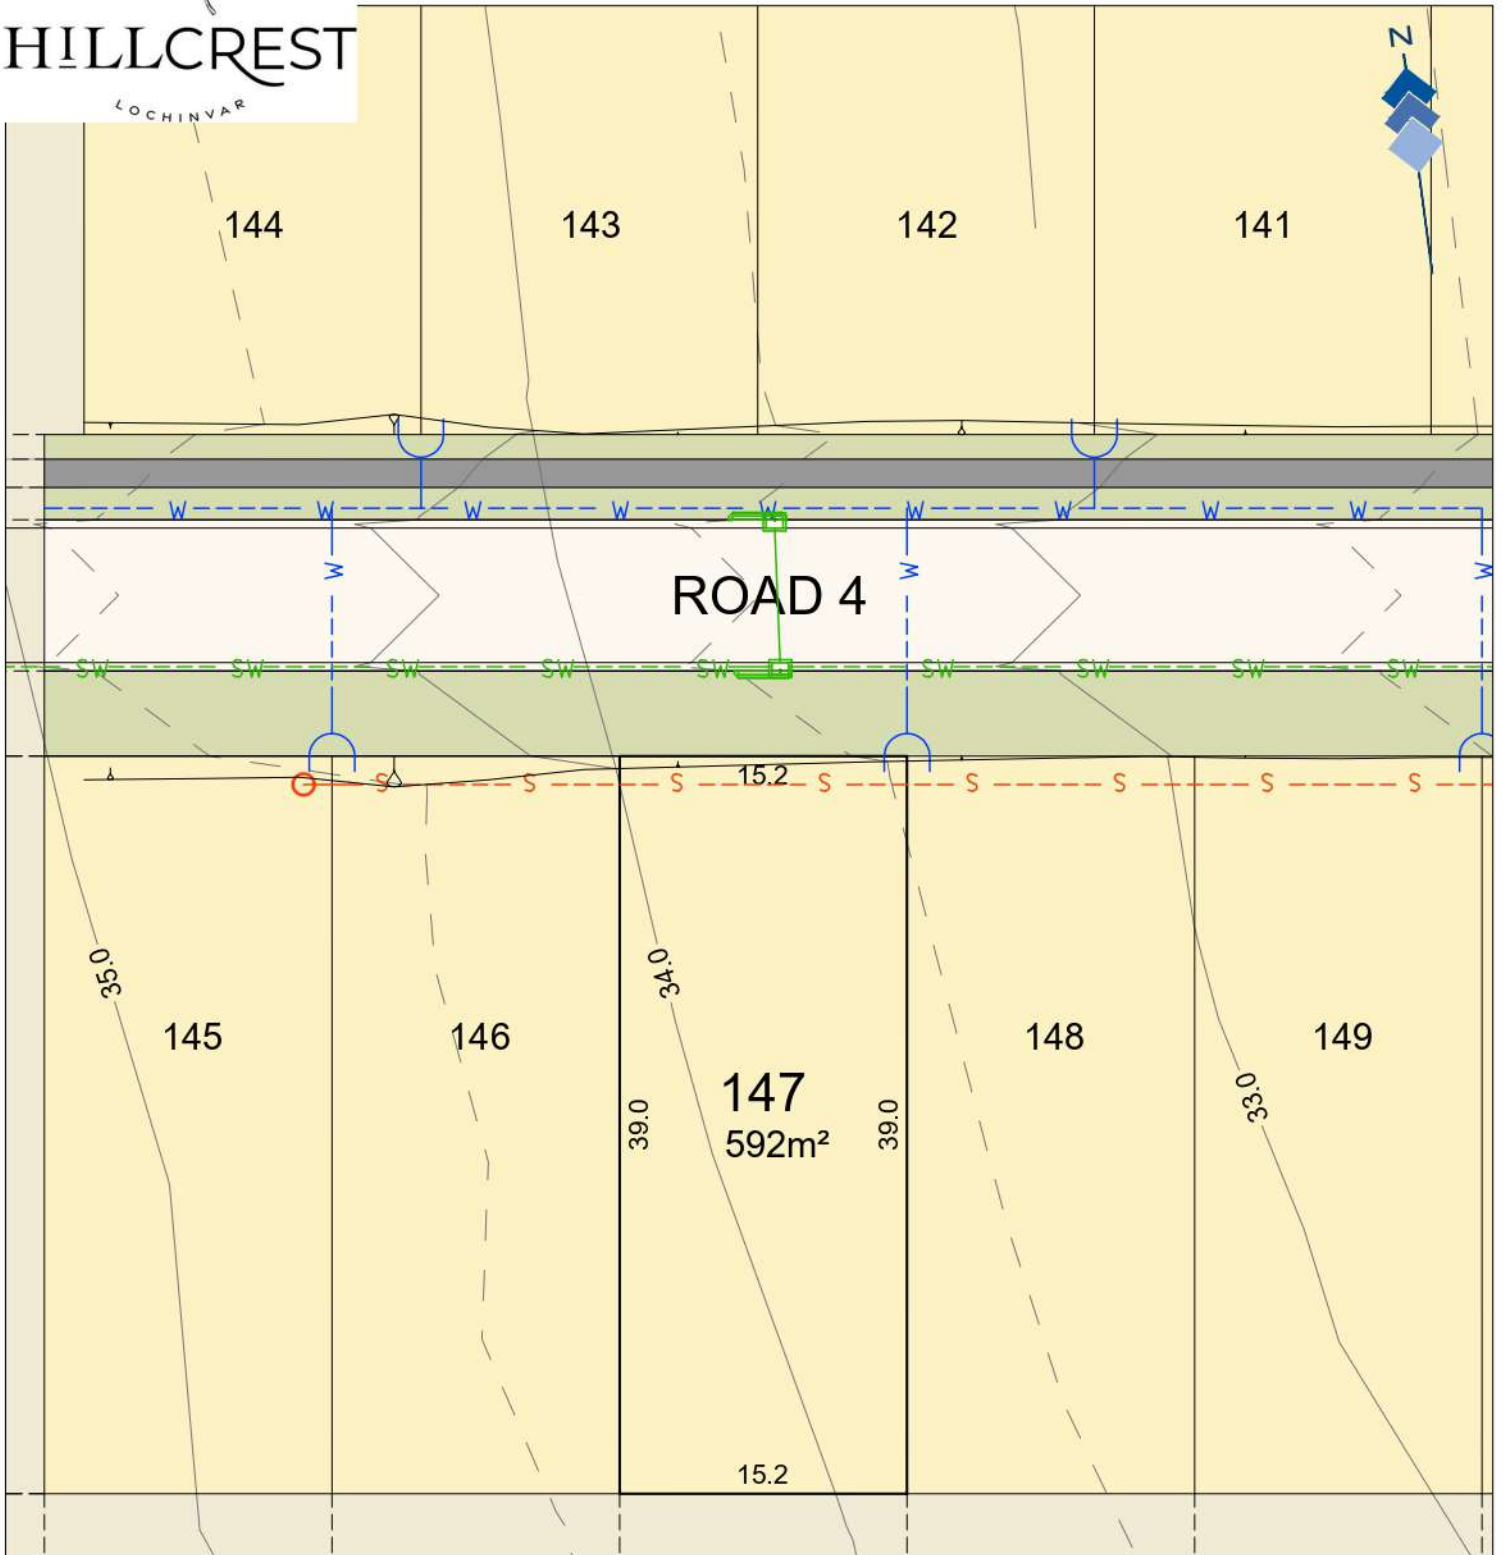 HILLCREST
LOCHINVAR
N
144
143
142
141
W W W W W W W W W
W W W
ROAD 4
SW SW SW SW SW SW SW SW SW
15.2
S S S S S S S S
35.0
34.0
33.0
145
146
148
149
147
592m²
39.0
39.0
15.2